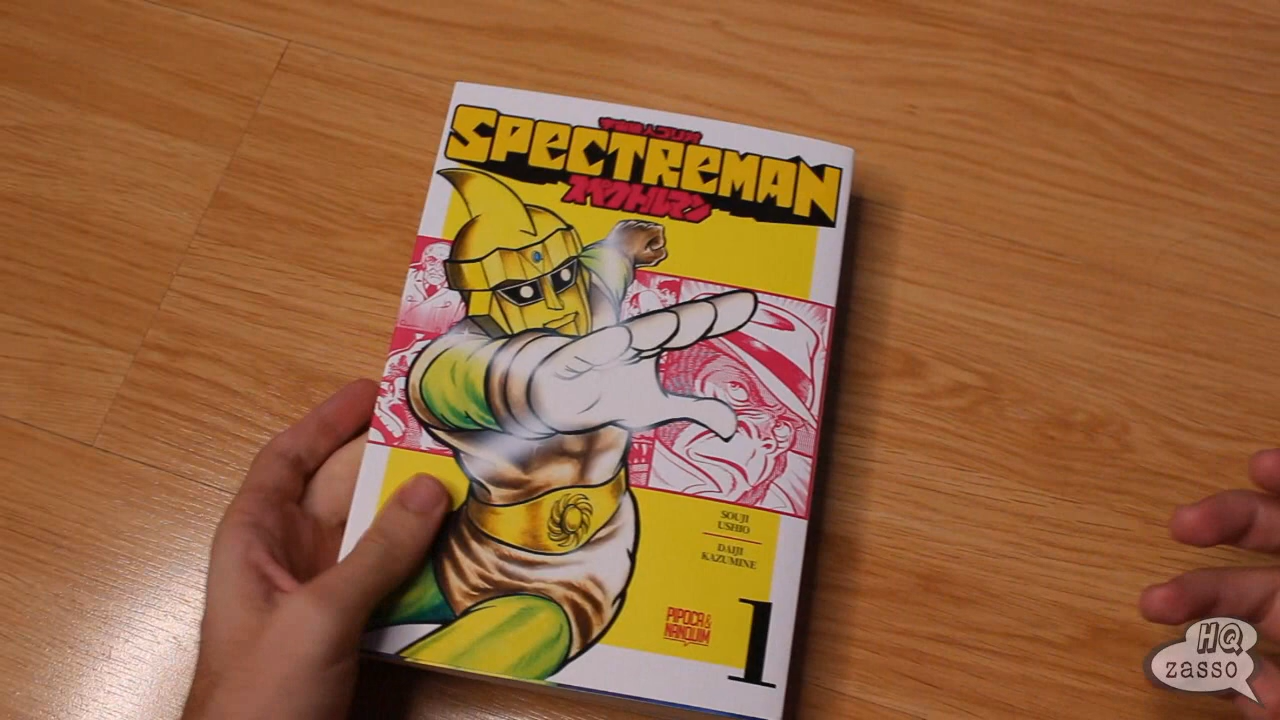 SPECTREMAN
スペクトルマン
SOUJI
USHIO
DAIJI
KAZUMINE
PIPOCA &
NANQUIM
1
HQ
zasso